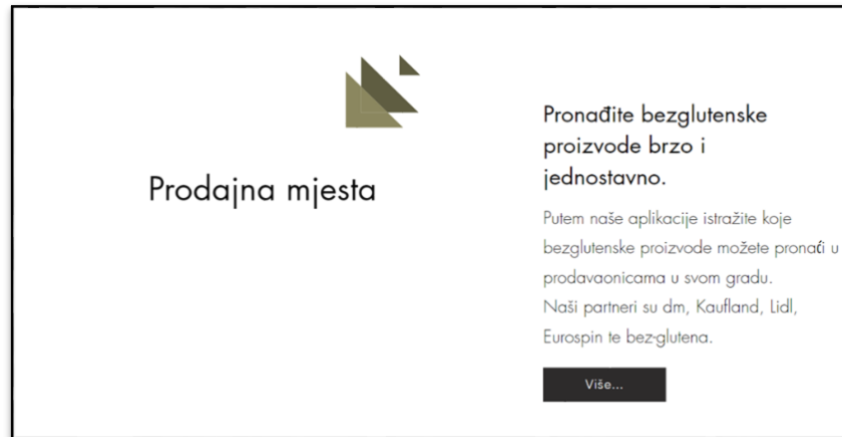 Prodajna mjesta
Pronađite bezglutenske
proizvode brzo i
jednostavno.
Putem naše aplikacije istražite koje
bezglutenske proizvode možete pronaći u
prodavaonicama u svom gradu.
Naši partneri su dm, Kaufland, Lidl,
Eurospin te bez-glutena.
Više...